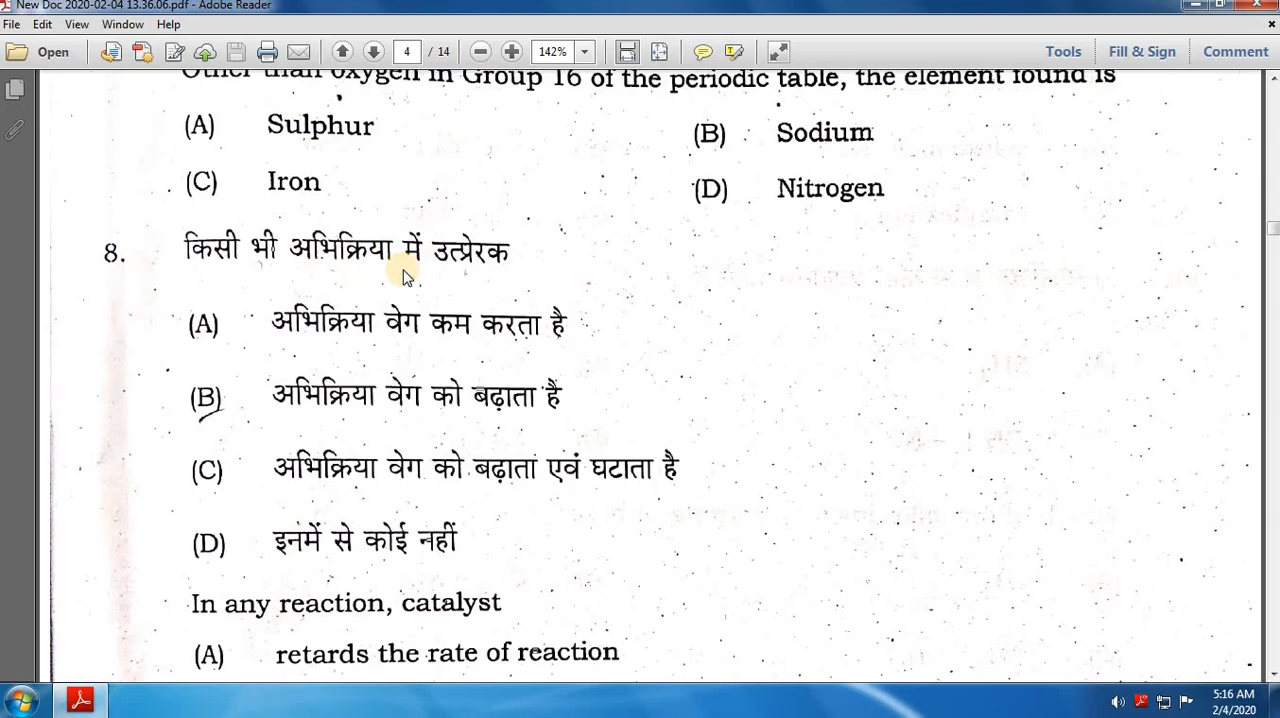 New Doc 2020-02-04 13.36.06.pdf - Adobe Reader
File Edit View Window Help
Open 4 / 14 142% Tools Fill & Sign Comment
Other than oxygen in Group 16 of the periodic table, the element found is
(A) Sulphur (B) Sodium
(C) Iron (D) Nitrogen
8. किसी भी अभिक्रिया में उत्प्रेरक
(A) अभिक्रिया वेग कम करता है
(B) अभिक्रिया वेग को बढ़ाता है
(C) अभिक्रिया वेग को बढ़ाता एवं घटाता है
(D) इनमें से कोई नहीं
In any reaction, catalyst
(A) retards the rate of reaction
5:16 AM
2/4/2020